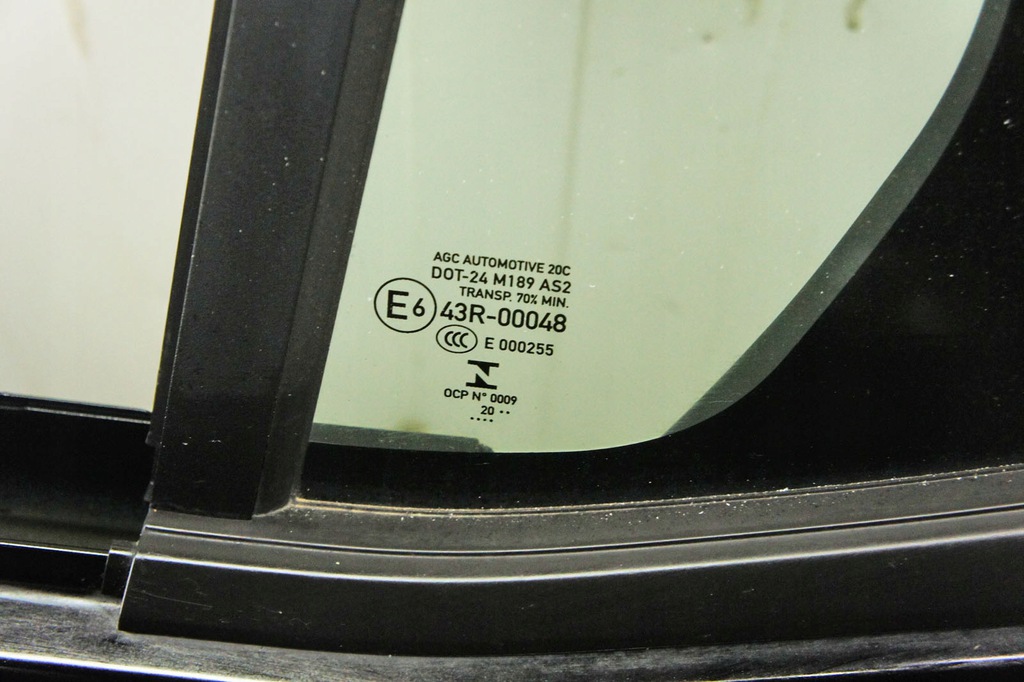 AGC AUTOMOTIVE 20C
DOT-24 M189 AS2
TRANSP. 70% MIN.
E6 43R-00048
CCC E 000255
N
OCP N° 0009
20 ..
....